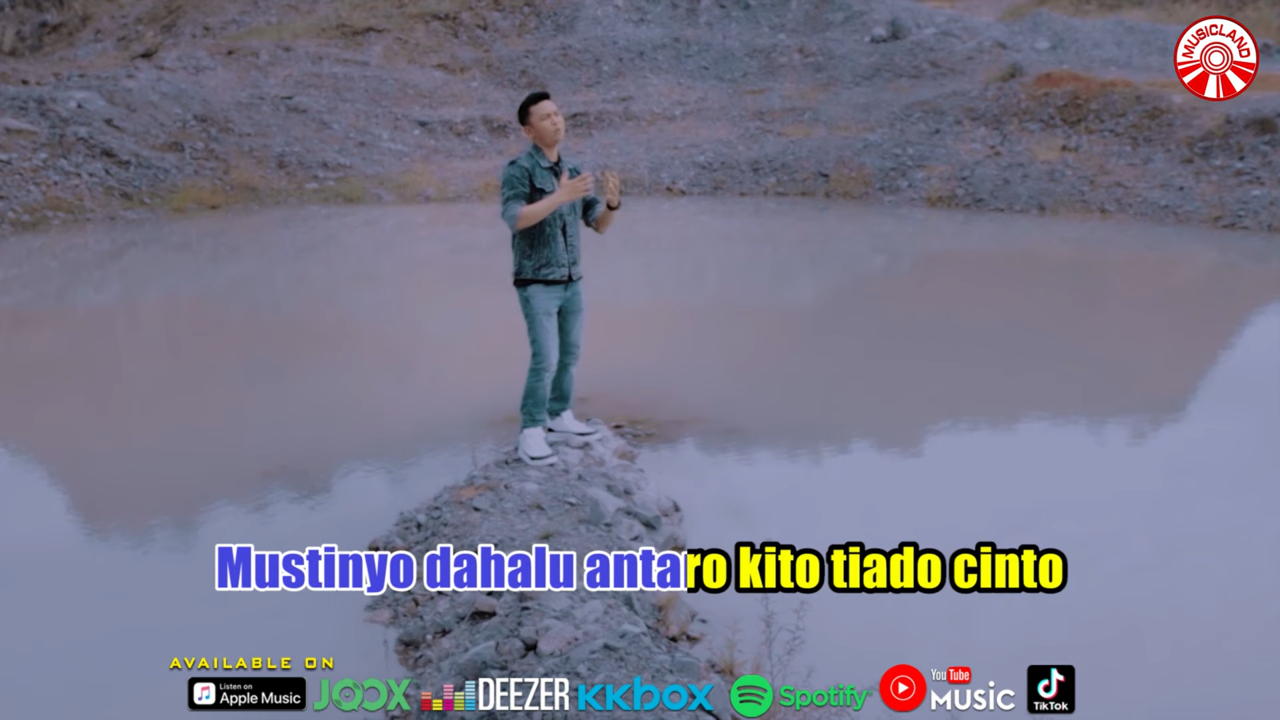 MUSICLAND
Mustinyo dahalu antaro kito tiado cinto
AVAILABLE ON
Listen on
Apple Music
JOOX
DEEZER
KKBOX
Spotify
YouTube
MUSIC
TikTok